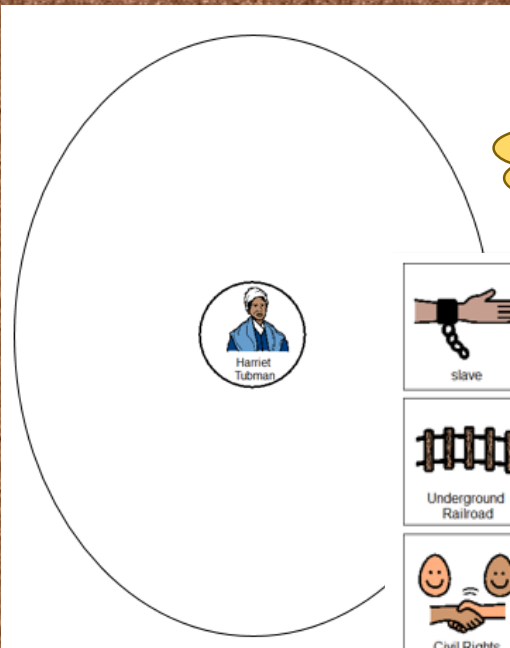 Harriet
Tubman
slave
Underground
Railroad
Civil Rights